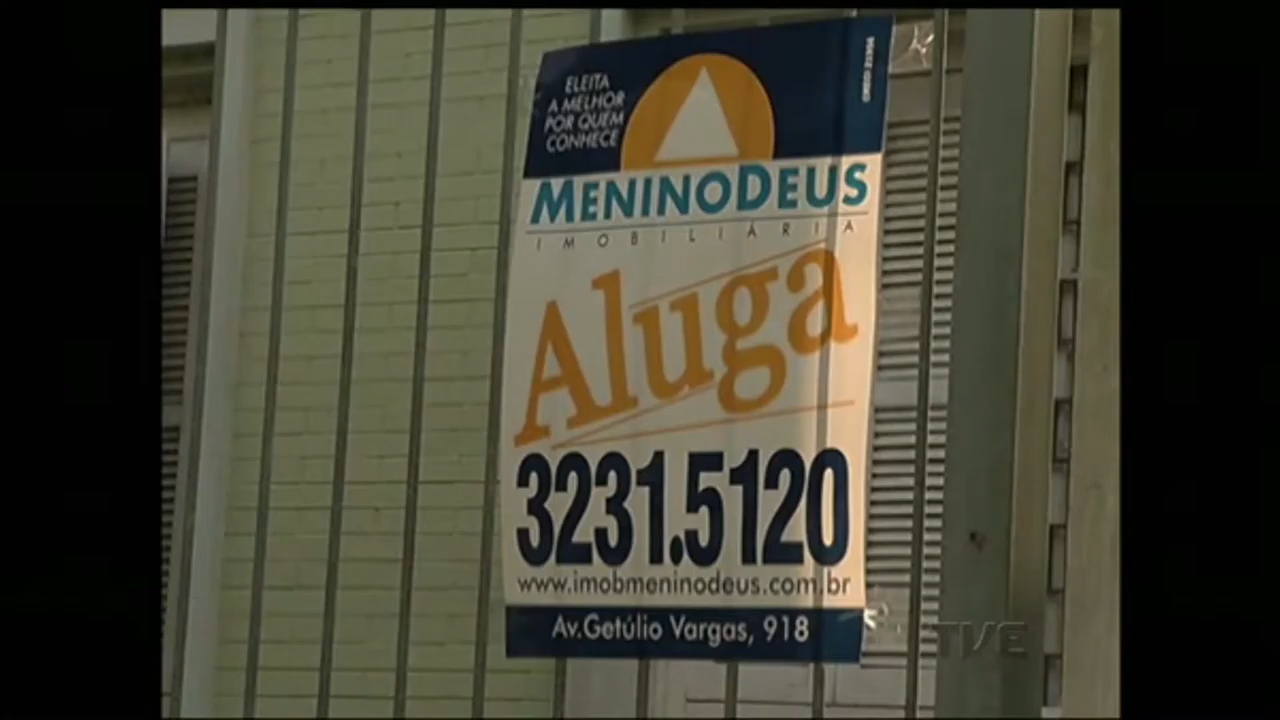 ELEITA
A MELHOR
POR QUEM
CONHECE
MENINODEUS
IMOBILIÁRIA
Aluga
3231.5120
www.imobmeninodeus.com.br
Av.Getúlio Vargas, 918
TVE